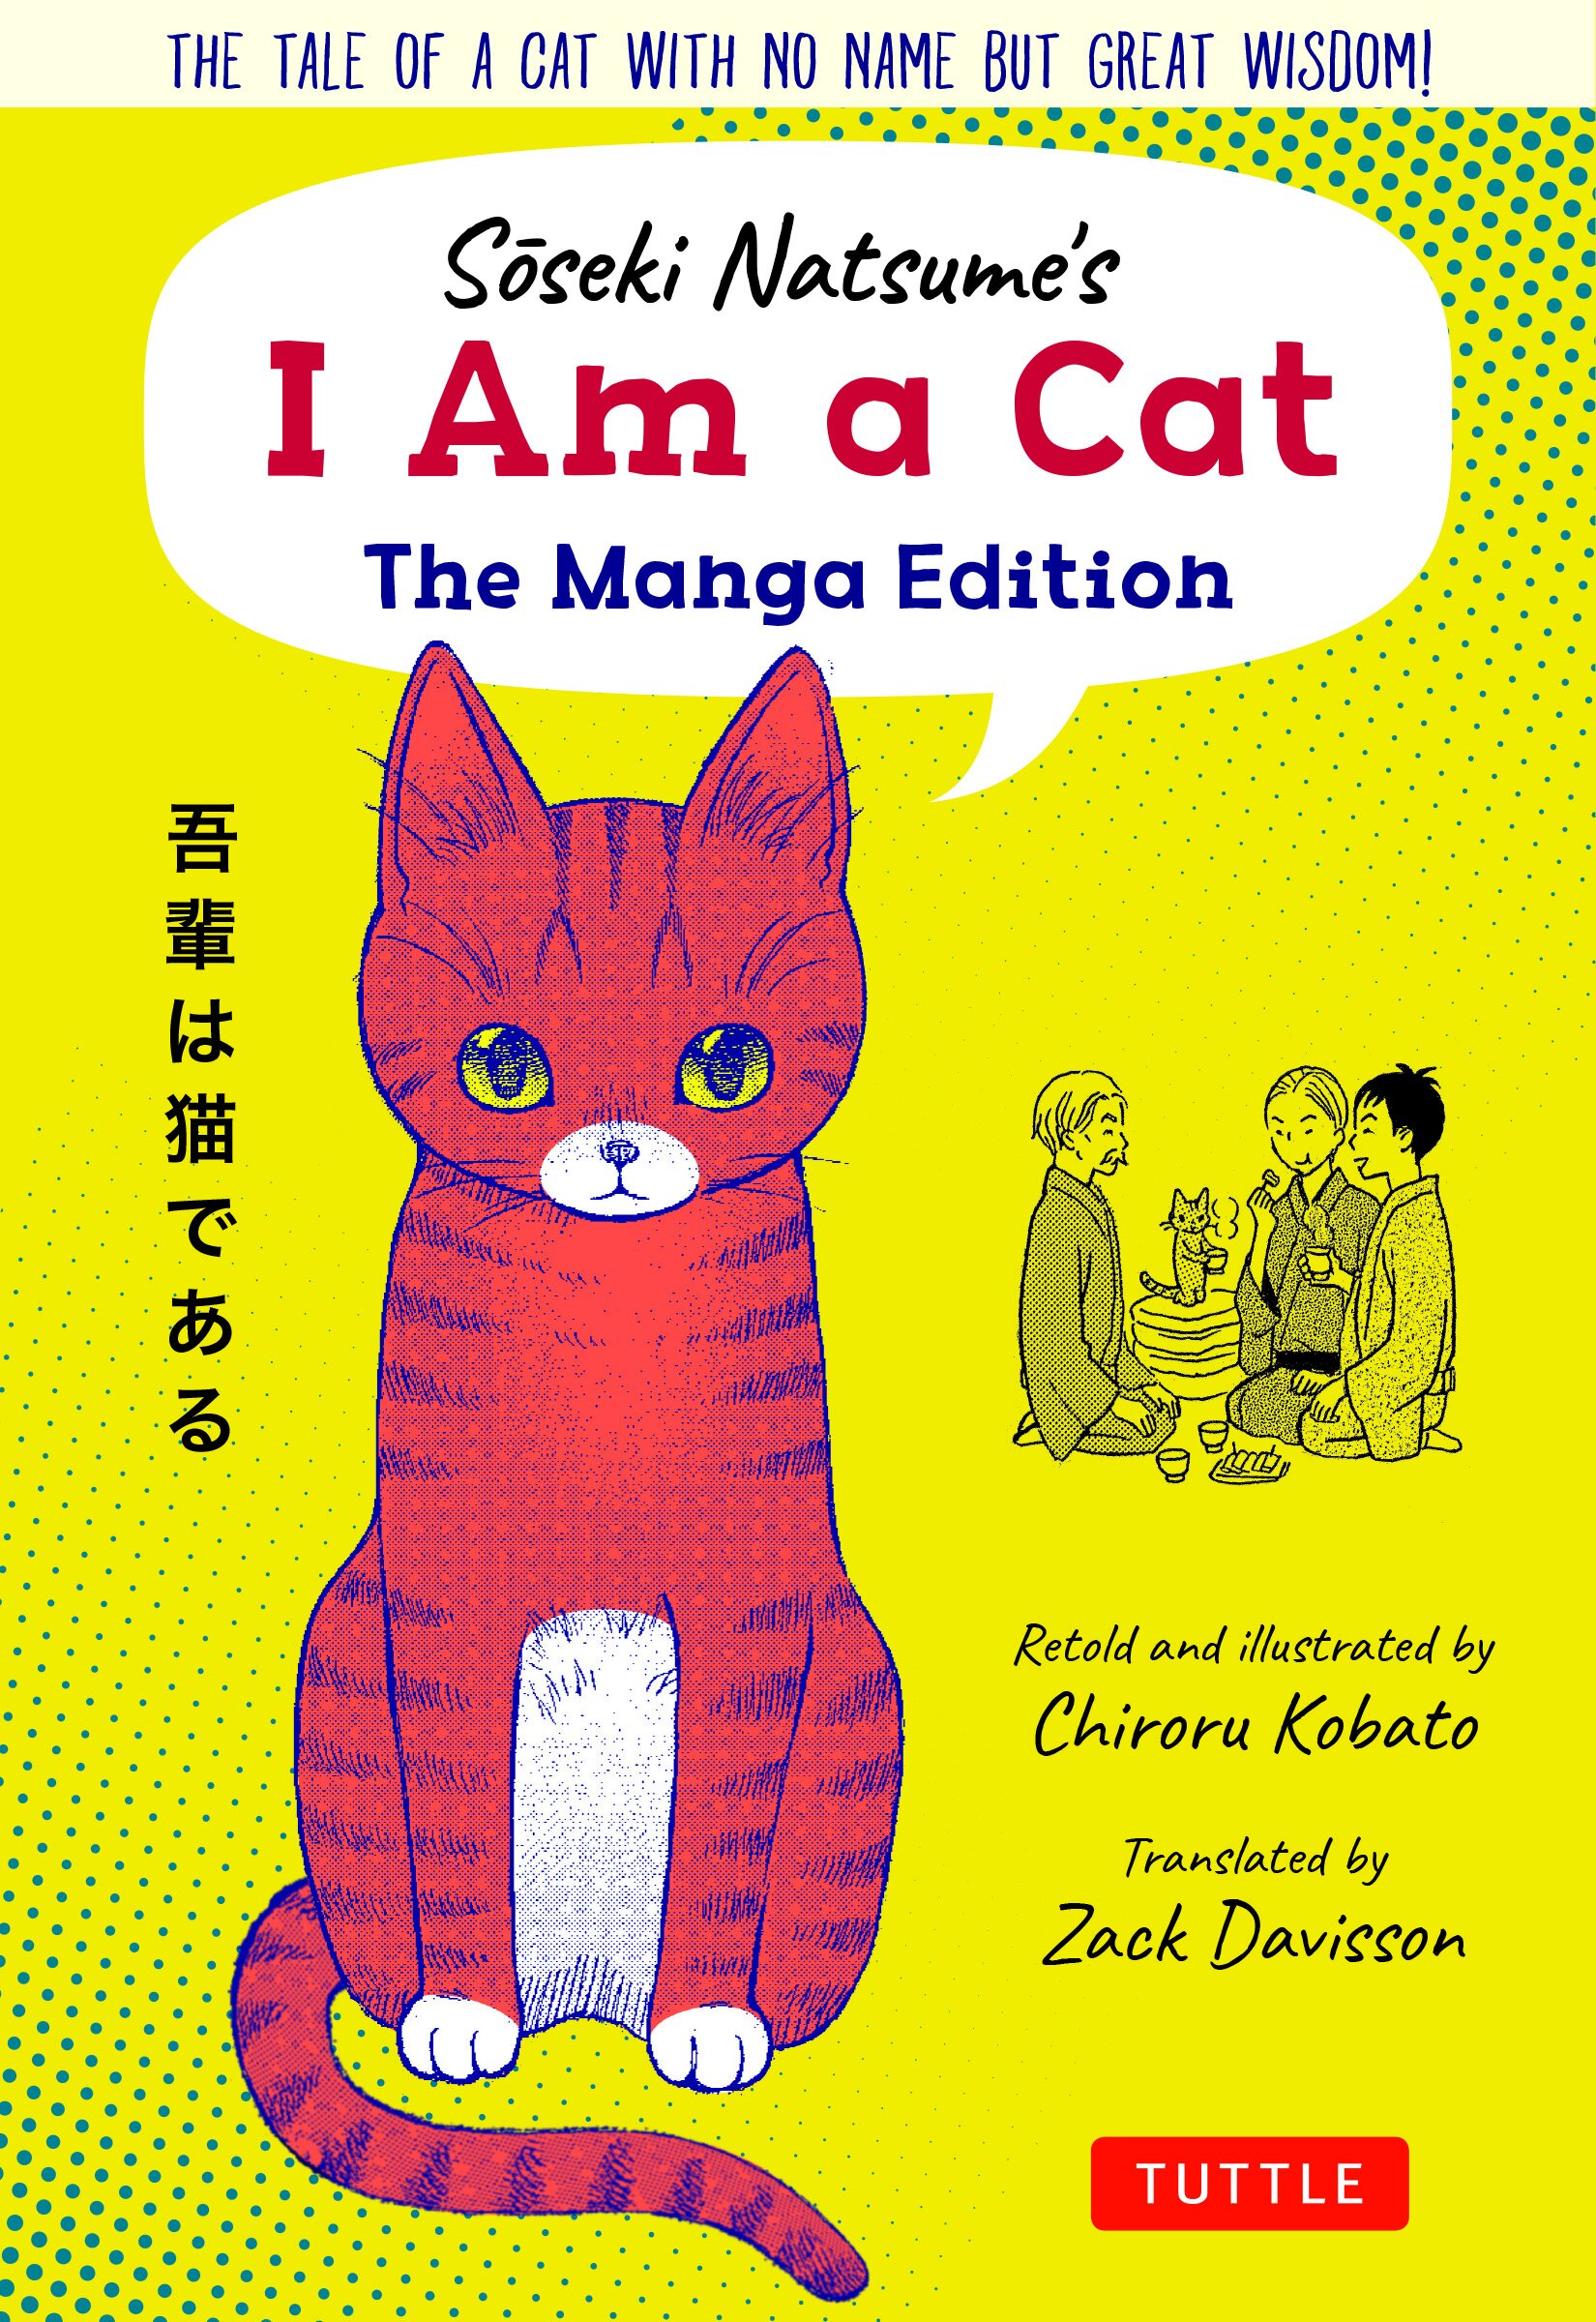 THE TALE OF A CAT WITH NO NAME BUT GREAT WISDOM!
Sōseki Natsume's
I Am a Cat
The Manga Edition
吾輩は猫である
Retold and illustrated by
Chiroru Kobato
Translated by
Zack Davisson
TUTTLE